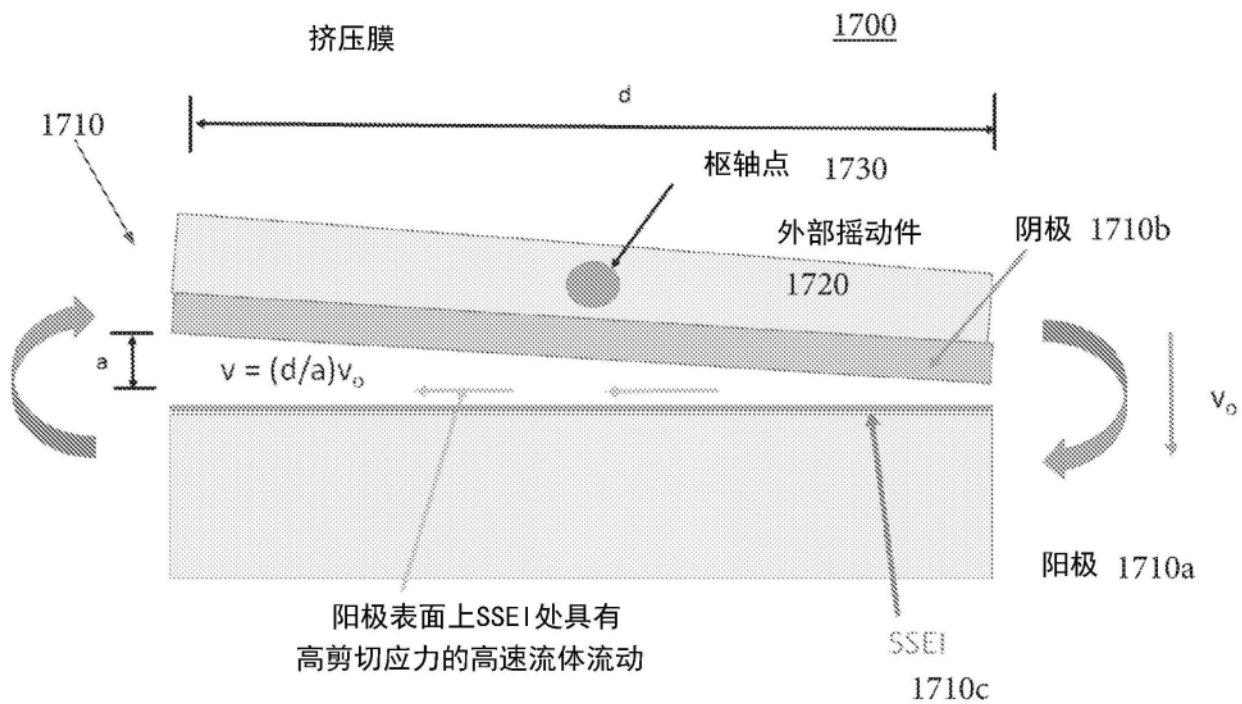 挤压膜
1700
d
1710
枢轴点 1730
外部摇动件
1720
阴极 1710b
a
v = (d/a)vₒ
vₒ
阳极 1710a
阳极表面上SSEI处具有
高剪切应力的高速流体流动
SSEI
1710c